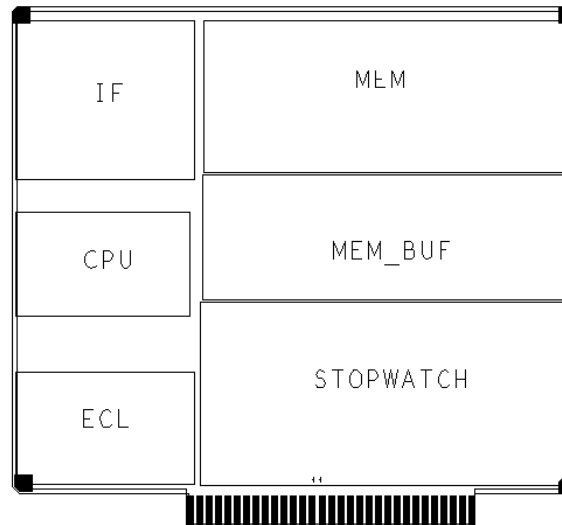 IF
MEM
CPU
MEM_BUF
STOPWATCH
ECL